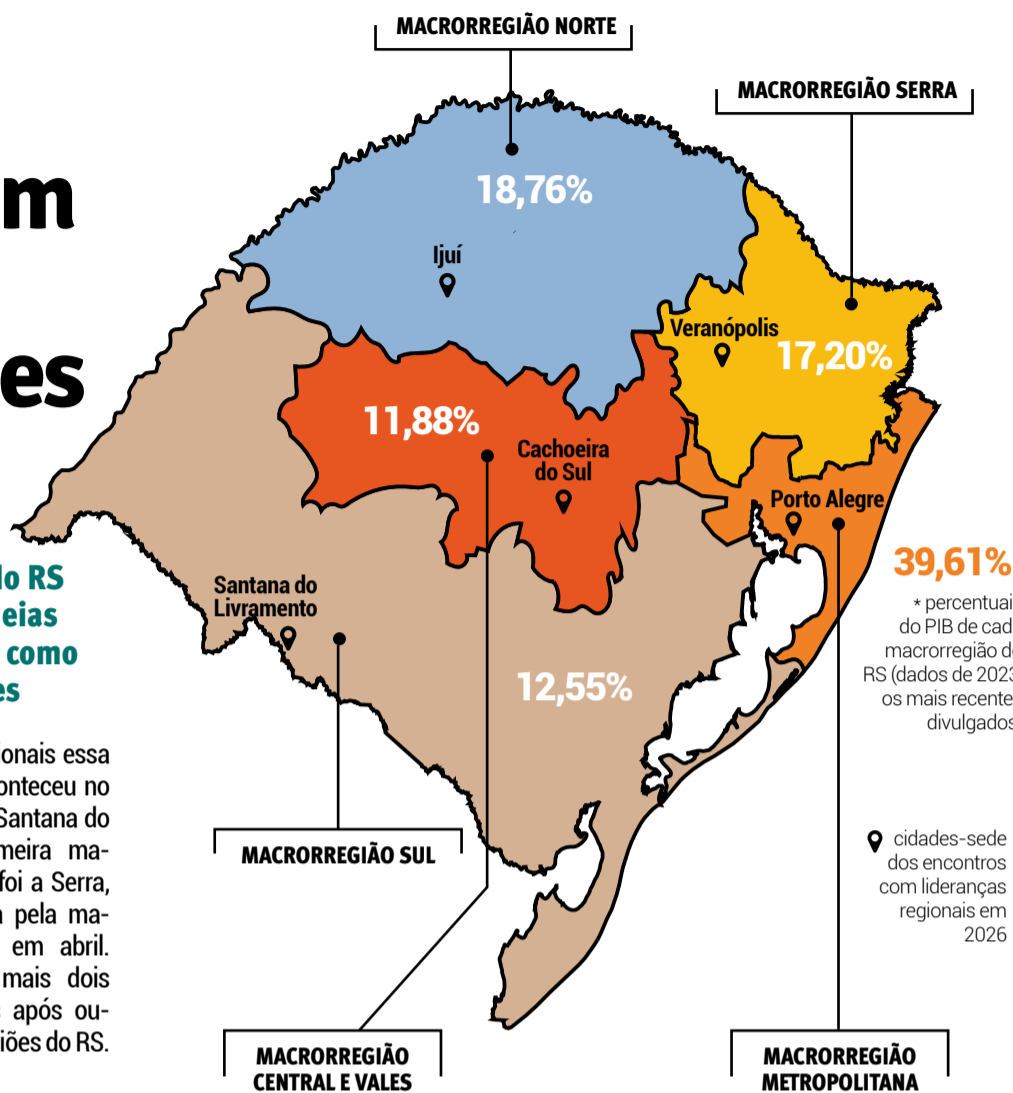 MACRORREGIÃO NORTE
MACRORREGIÃO SERRA
m
es
18,76%
Ijuí
Veranópolis
17,20%
11,88%
Cachoeira
do Sul
Porto Alegre
39,61%
* percentuai
do PIB de cad
macrorregião d
RS (dados de 2023
os mais recente
divulgados
Santana do
Livramento
12,55%
do RS
eias
como
es
ionais essa
onteceu no
Santana do
meira ma-
foi a Serra,
a pela ma-
em abril.
mais dois
s após ou-
iões do RS.
MACRORREGIÃO SUL
cidades-sede
dos encontros
com lideranças
regionais em
2026
MACRORREGIÃO
CENTRAL E VALES
MACRORREGIÃO
METROPOLITANA